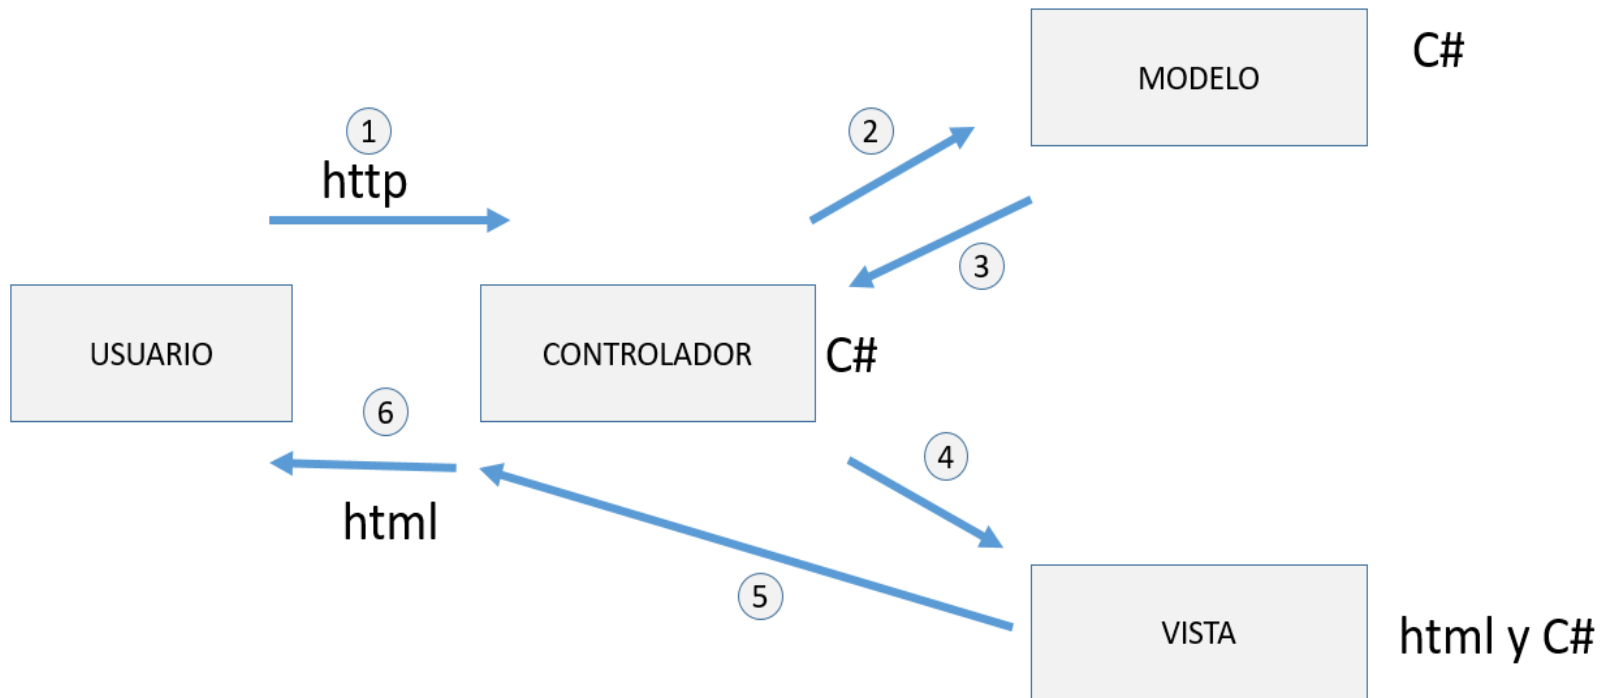 MODELO
C#
1
http
2
3
USUARIO
CONTROLADOR
C#
6
html
4
5
VISTA
html y C#